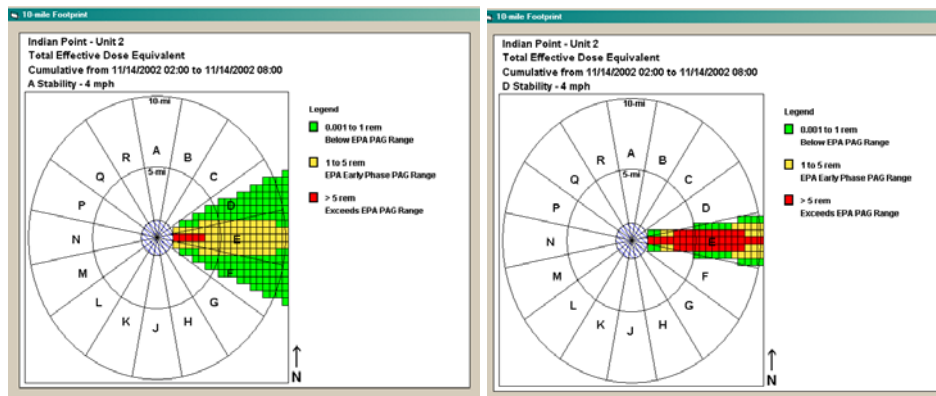 10-mile Footprint
Indian Point - Unit 2
Total Effective Dose Equivalent
Cumulative from 11/14/2002 02:00 to 11/14/2002 08:00
A Stability - 4 mph
10-mi
5-mi
A
B
C
D
E
F
G
H
J
K
L
M
N
P
Q
R
Legend
0.001 to 1 rem
Below EPA PAG Range
1 to 5 rem
EPA Early Phase PAG Range
> 5 rem
Exceeds EPA PAG Range
N
10-mile Footprint
Indian Point - Unit 2
Total Effective Dose Equivalent
Cumulative from 11/14/2002 02:00 to 11/14/2002 08:00
D Stability - 4 mph
10-mi
5-mi
A
B
C
D
E
F
G
H
J
K
L
M
N
P
Q
R
Legend
0.001 to 1 rem
Below EPA PAG Range
1 to 5 rem
EPA Early Phase PAG Range
> 5 rem
Exceeds EPA PAG Range
N